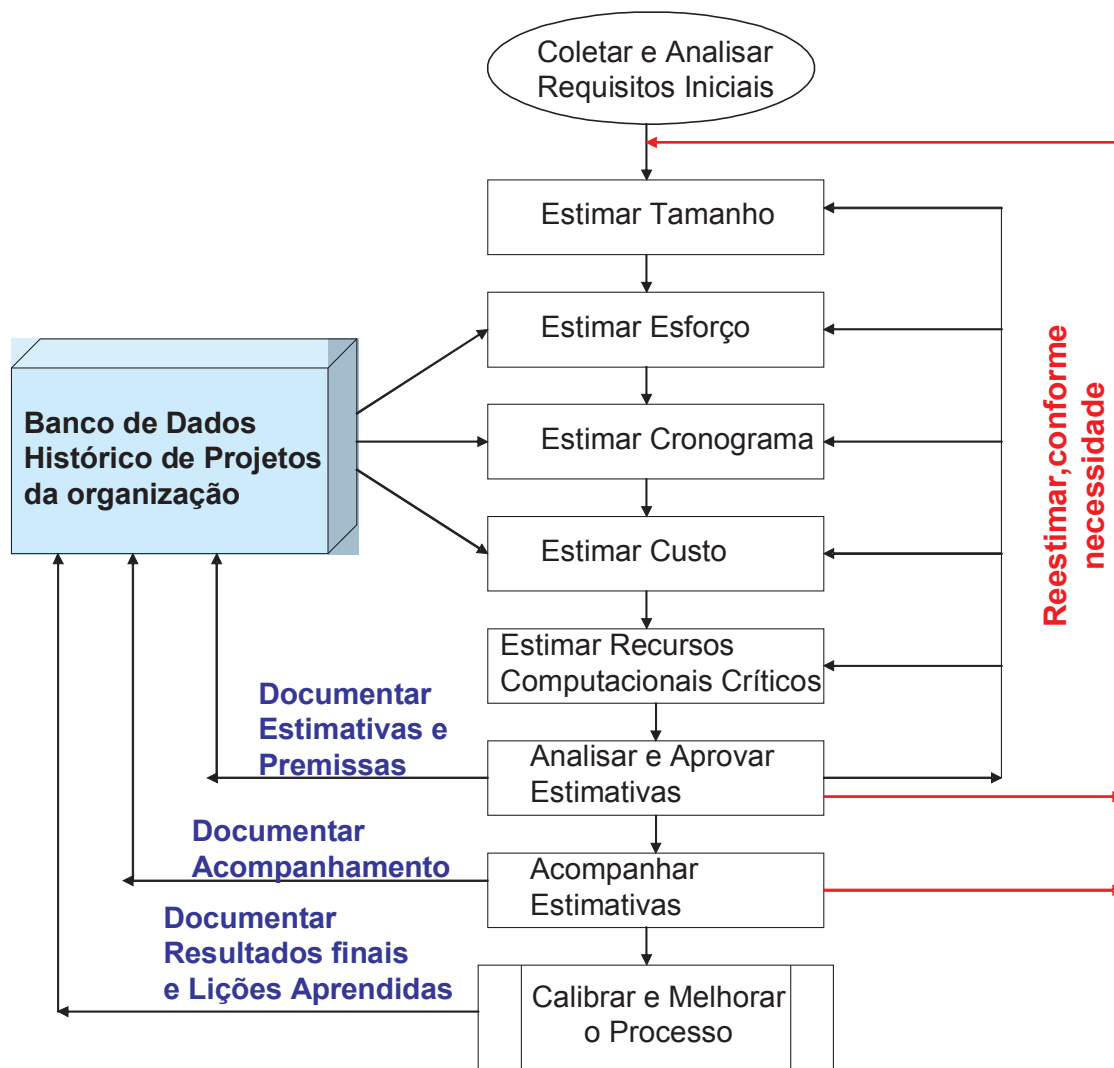 Coletar e Analisar
Requisitos Iniciais
Estimar Tamanho
Estimar Esforço
Estimar Cronograma
Estimar Custo
Estimar Recursos
Computacionais Críticos
Analisar e Aprovar
Estimativas
Acompanhar
Estimativas
Calibrar e Melhorar
o Processo
Banco de Dados
Histórico de Projetos
da organização
Documentar
Estimativas e
Premissas
Documentar
Acompanhamento
Documentar
Resultados finais
e Lições Aprendidas
Reestimar,conforme
necessidade